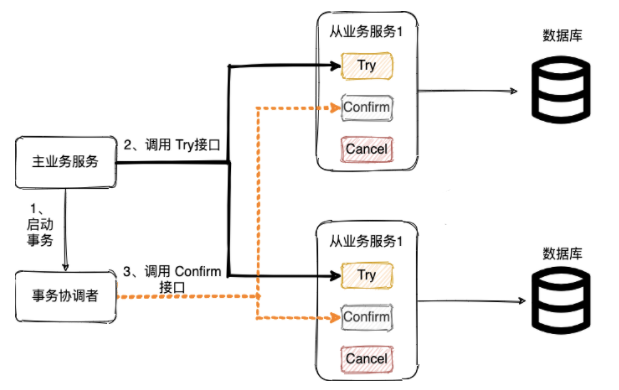 从业务服务1
Try
Confirm
Cancel
数据库
2、调用 Try接口
主业务服务
1、
启动
事务
事务协调者
3、调用 Confirm
接口
从业务服务1
Try
Confirm
Cancel
数据库